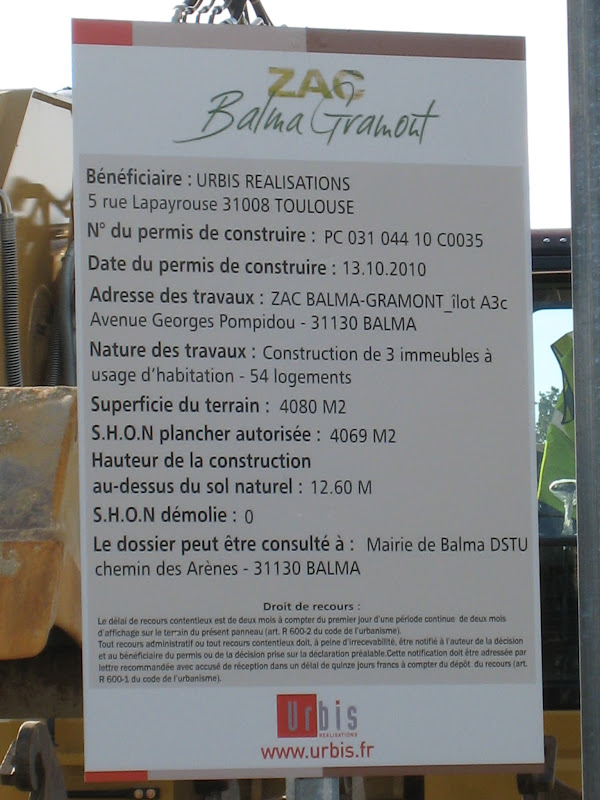 ZAC
Balma Gramont
Bénéficiaire : URBIS REALISATIONS
5 rue Lapayrouse 31008 TOULOUSE
N° du permis de construire : PC 031 044 10 C0035
Date du permis de construire : 13.10.2010
Adresse des travaux : ZAC BALMA-GRAMONT_îlot A3c
Avenue Georges Pompidou - 31130 BALMA
Nature des travaux : Construction de 3 immeubles à
usage d'habitation - 54 logements
Superficie du terrain : 4080 M2
S.H.O.N plancher autorisée : 4069 M2
Hauteur de la construction
au-dessus du sol naturel : 12.60 M
S.H.O.N démolie : 0
Le dossier peut être consulté à : Mairie de Balma DSTU
chemin des Arènes - 31130 BALMA
Droit de recours :
Le délai de recours contentieux est de deux mois à compter du premier jour d'une période continue de deux mois
d'affichage sur le terrain du présent panneau (art. R 600-2 du code de l'urbanisme).
Tout recours administratif ou tout recours contentieux doit, à peine d'irrecevabilité, être notifié à l'auteur de la décision
et au bénéficiaire du permis ou de la décision prise sur la déclaration préalable.Cette notification doit être adressée par
lettre recommandée avec accusé de réception dans un délai de quinze jours francs à compter du dépôt du recours (art.
R 600-1 du code de l'urbanisme).
Urbis
REALISATIONS
www.urbis.fr